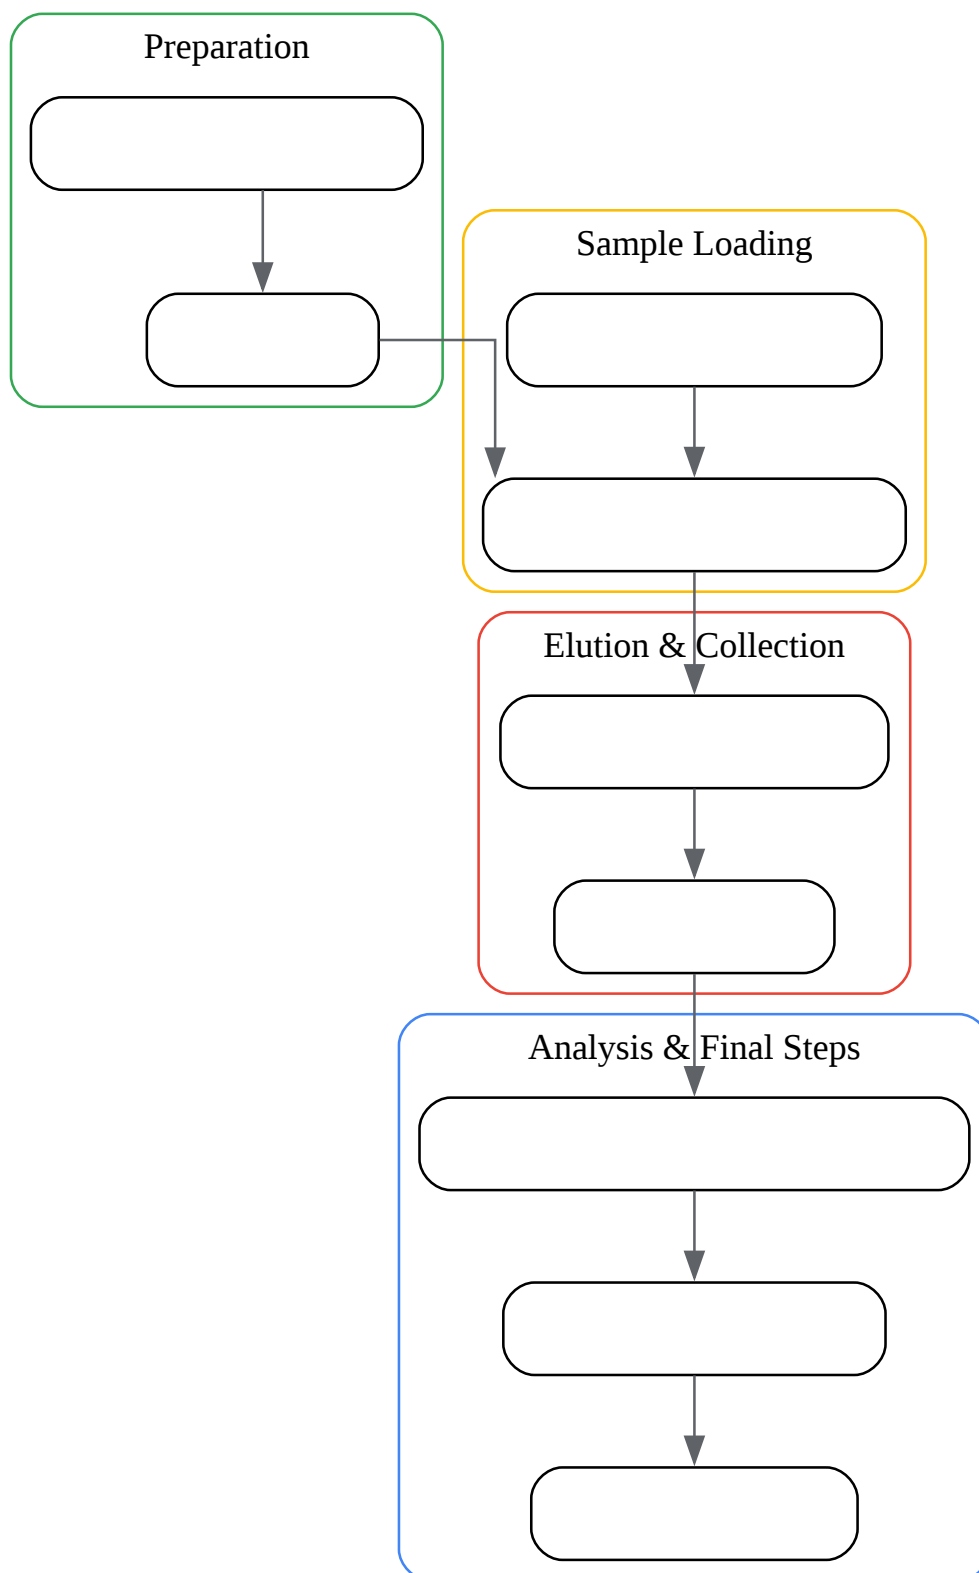 Preparation
Sample Loading
Elution & Collection
Analysis & Final Steps